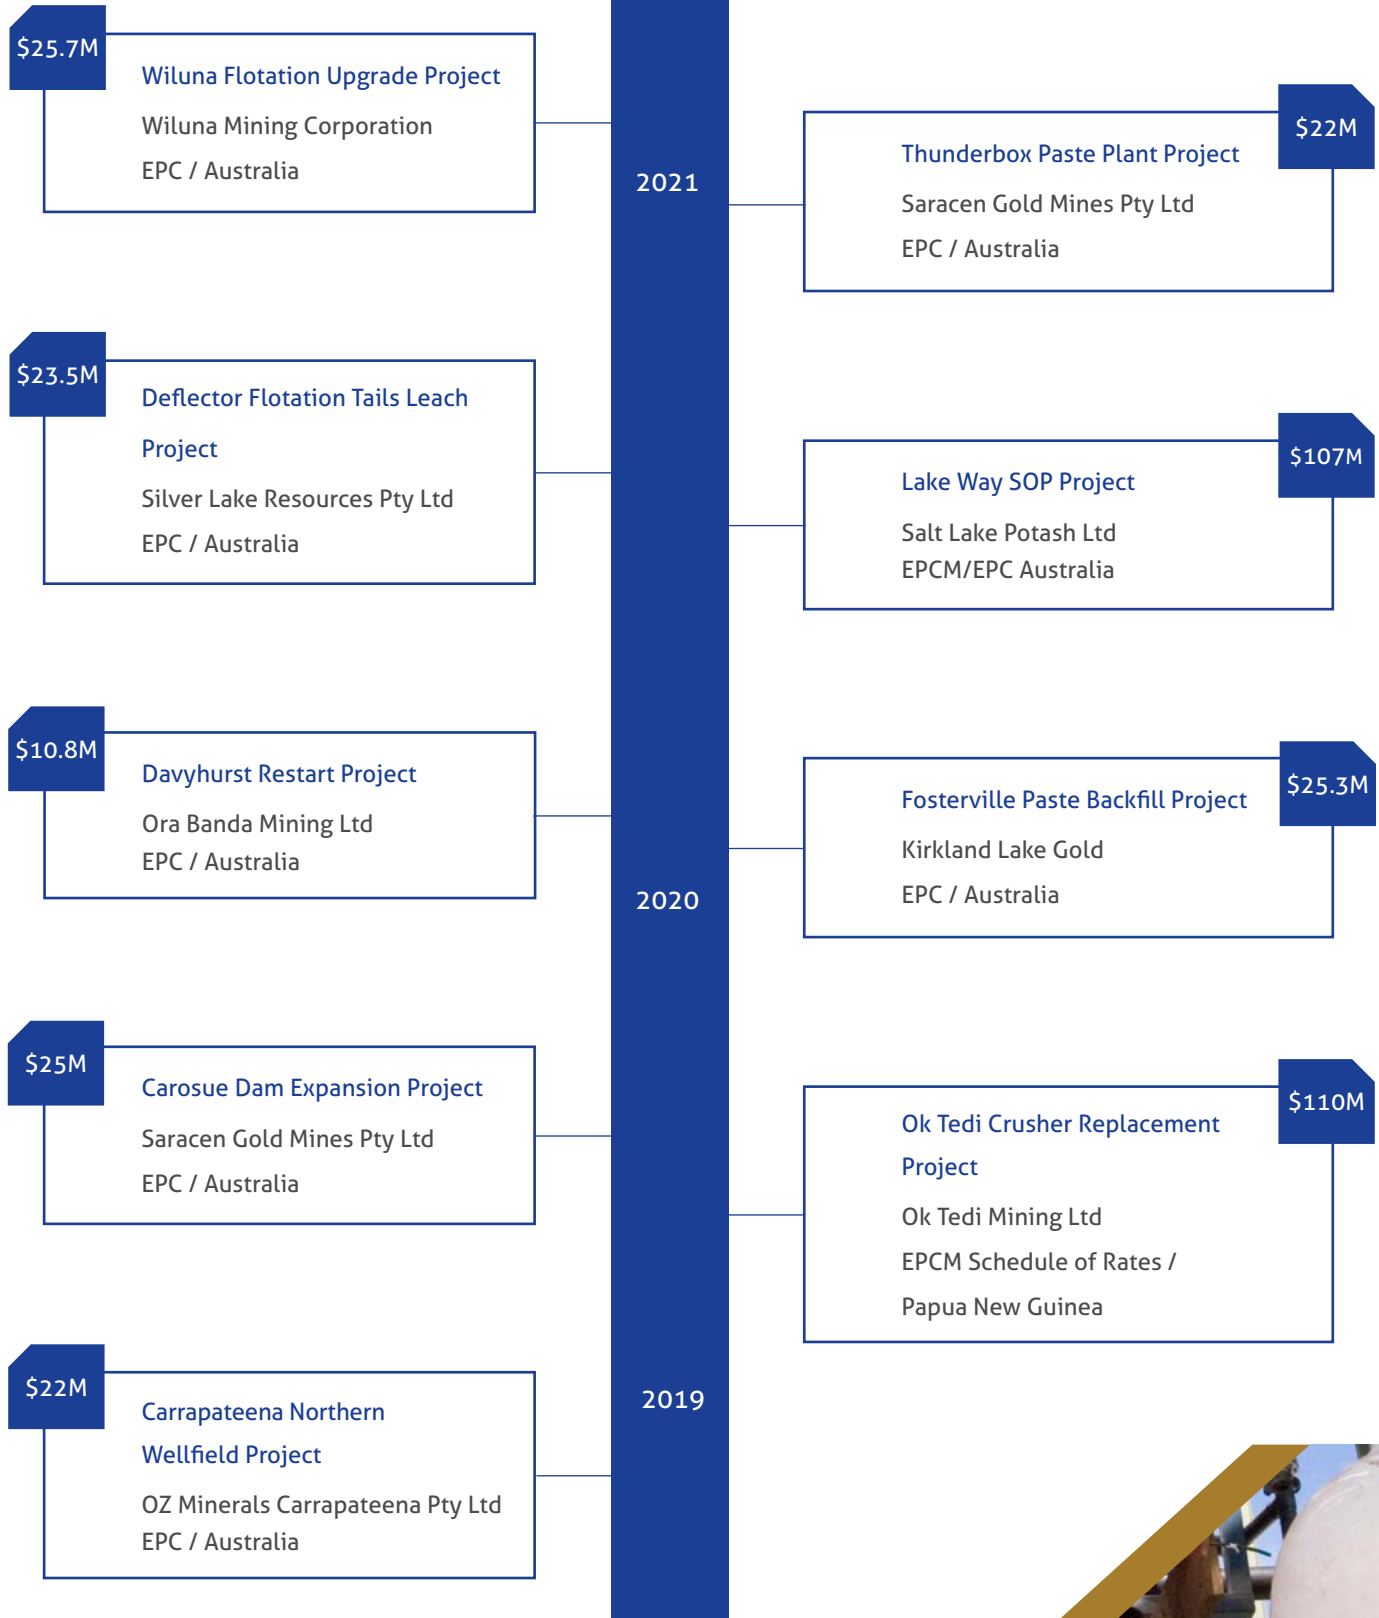 $25.7M
Wiluna Flotation Upgrade Project
Wiluna Mining Corporation
EPC / Australia
2021
$22M
Thunderbox Paste Plant Project
Saracen Gold Mines Pty Ltd
EPC / Australia
$23.5M
Deflector Flotation Tails Leach
Project
Silver Lake Resources Pty Ltd
EPC / Australia
$107M
Lake Way SOP Project
Salt Lake Potash Ltd
EPCM/EPC Australia
$10.8M
Davyhurst Restart Project
Ora Banda Mining Ltd
EPC / Australia
2020
$25.3M
Fosterville Paste Backfill Project
Kirkland Lake Gold
EPC / Australia
$25M
Carosue Dam Expansion Project
Saracen Gold Mines Pty Ltd
EPC / Australia
$110M
Ok Tedi Crusher Replacement
Project
Ok Tedi Mining Ltd
EPCM Schedule of Rates /
Papua New Guinea
2019
$22M
Carrapateena Northern
Wellfield Project
OZ Minerals Carrapateena Pty Ltd
EPC / Australia